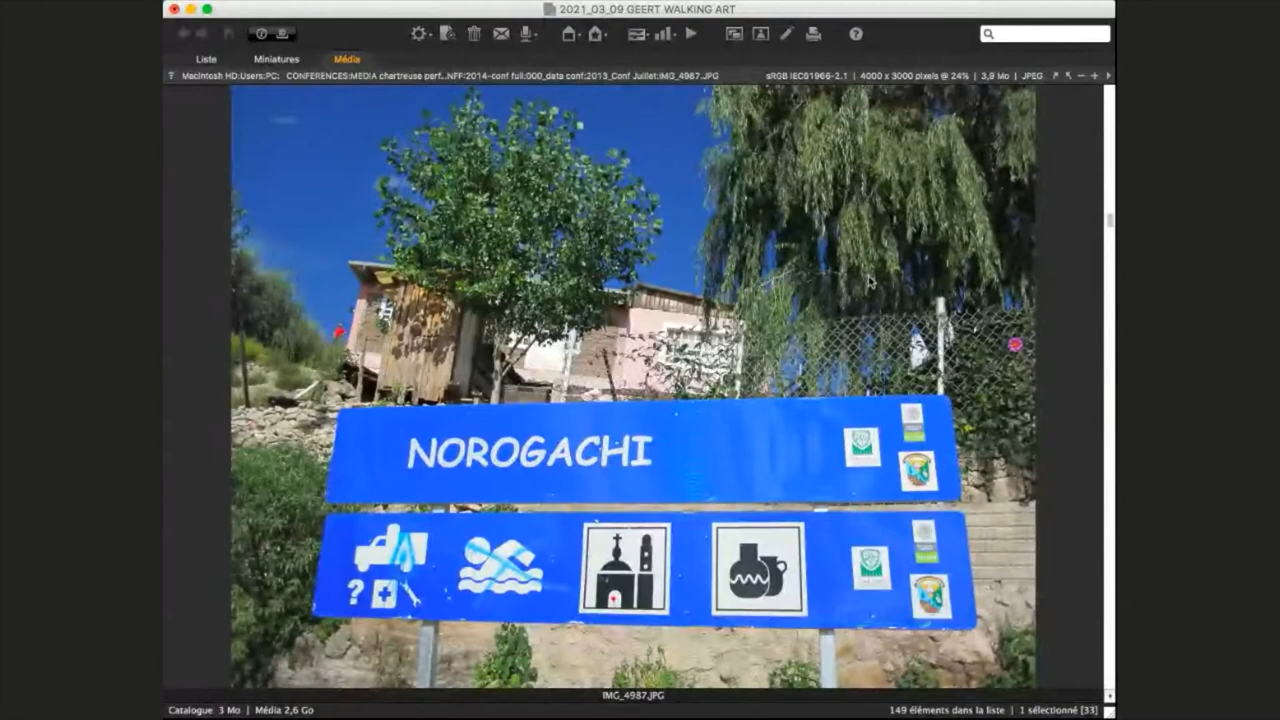 2021_03_09 GEERT WALKING ART
Liste Miniatures Média
Macintosh HD:Users:PC: CONFERENCES:MEDIA chartreuse perf...NFF:2014-conf full:000_data conf:2013_Conf Juillet:IMG_4987.JPG sRGB IEC61966-2.1 | 4000 x 3000 pixels @ 24% | 3,9 Mo | JPEG
NOROGACHI
?
IMG_4987.JPG
Catalogue 3 Mo | Média 2,6 Go 149 éléments dans la liste | 1 sélectionné [33]